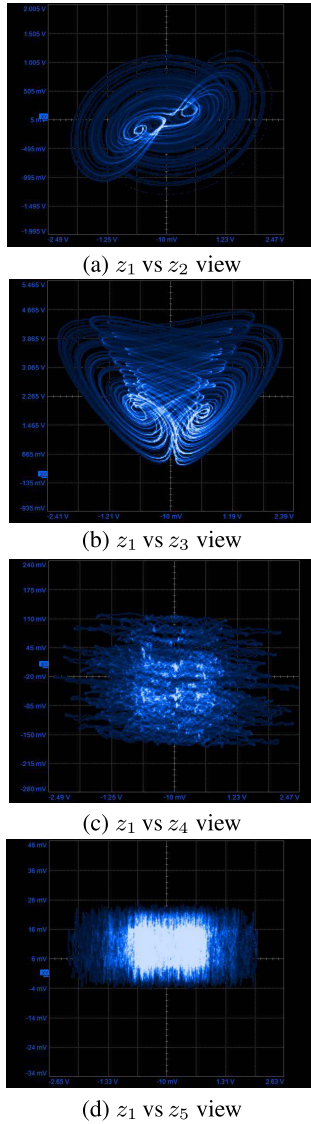 2.005 V
1.505 V
1.005 V
505 mV
5 mV
-495 mV
-995 mV
-1.495 V
-1.995 V
-2.49 V -1.25 V -10 mV 1.23 V 2.47 V
(a) z₁ vs z₂ view
5.465 V
4.665 V
3.865 V
3.065 V
2.265 V
1.465 V
665 mV
-135 mV
-935 mV
-2.41 V -1.21 V -10 mV 1.19 V 2.39 V
(b) z₁ vs z₃ view
240 mV
175 mV
110 mV
45 mV
-20 mV
-85 mV
-150 mV
-215 mV
-280 mV
-2.49 V -1.25 V -10 mV 1.23 V 2.47 V
(c) z₁ vs z₄ view
46 mV
36 mV
26 mV
16 mV
6 mV
-4 mV
-14 mV
-24 mV
-34 mV
-2.65 V -1.33 V -10 mV 1.31 V 2.63 V
(d) z₁ vs z₅ view